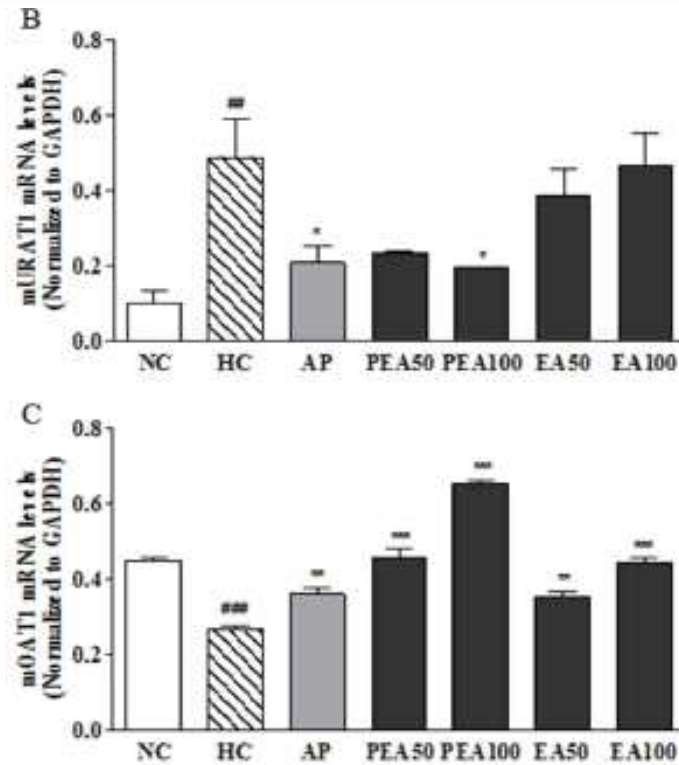 B
mURAT1 mRNA levels
(Normalized to GAPDH)
0.8
0.6
0.4
0.2
0.0
##
*
*
NC HC AP PEA50 PEA100 EA50 EA100
C
mOAT1 mRNA levels
(Normalized to GAPDH)
0.8
0.6
0.4
0.2
0.0
###
**
***
***
**
***
NC HC AP PEA50 PEA100 EA50 EA100